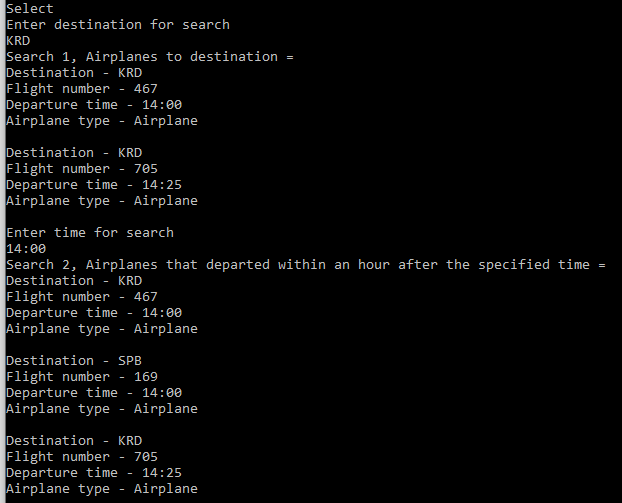 Select
Enter destination for search
KRD
Search 1, Airplanes to destination =
Destination - KRD
Flight number - 467
Departure time - 14:00
Airplane type - Airplane
Destination - KRD
Flight number - 705
Departure time - 14:25
Airplane type - Airplane
Enter time for search
14:00
Search 2, Airplanes that departed within an hour after the specified time =
Destination - KRD
Flight number - 467
Departure time - 14:00
Airplane type - Airplane
Destination - SPB
Flight number - 169
Departure time - 14:00
Airplane type - Airplane
Destination - KRD
Flight number - 705
Departure time - 14:25
Airplane type - Airplane